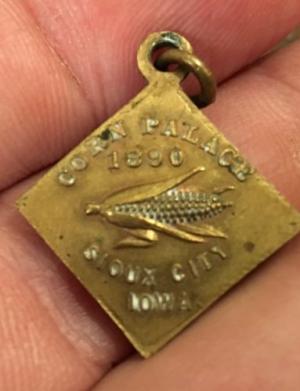 CORN PALACE
1890
SIOUX CITY
IOWA